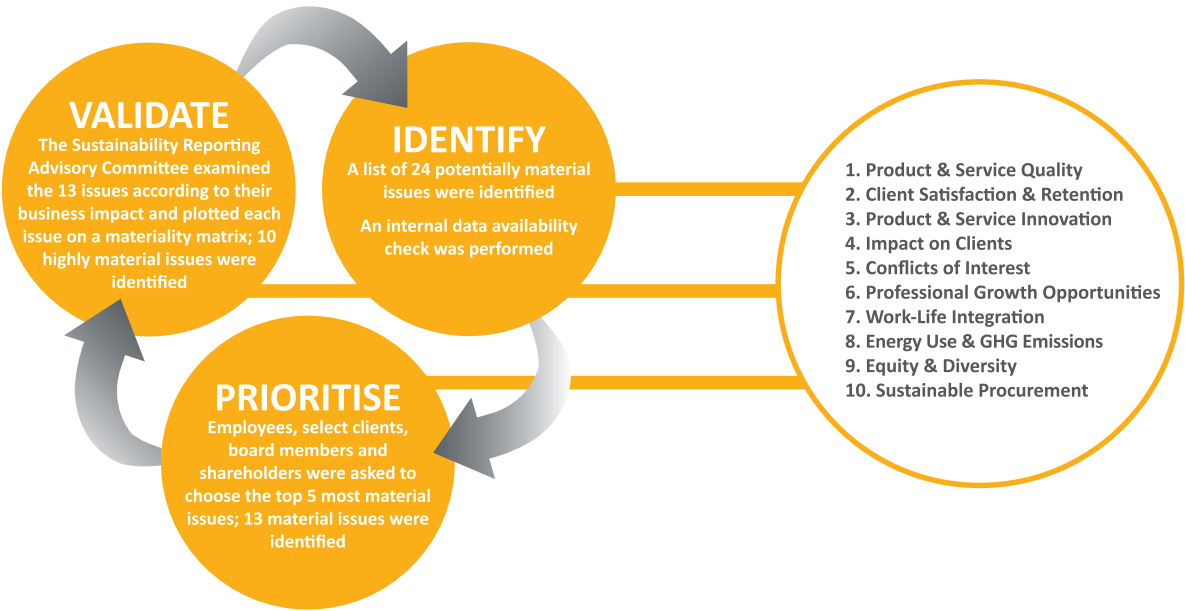 VALIDATE
The Sustainability Reporting
Advisory Committee examined
the 13 issues according to their
business impact and plotted each
issue on a materiality matrix; 10
highly material issues were
identified
IDENTIFY
A list of 24 potentially material
issues were identified
An internal data availability
check was performed
PRIORITISE
Employees, select clients,
board members and
shareholders were asked to
choose the top 5 most material
issues; 13 material issues were
identified
1. Product & Service Quality
2. Client Satisfaction & Retention
3. Product & Service Innovation
4. Impact on Clients
5. Conflicts of Interest
6. Professional Growth Opportunities
7. Work-Life Integration
8. Energy Use & GHG Emissions
9. Equity & Diversity
10. Sustainable Procurement